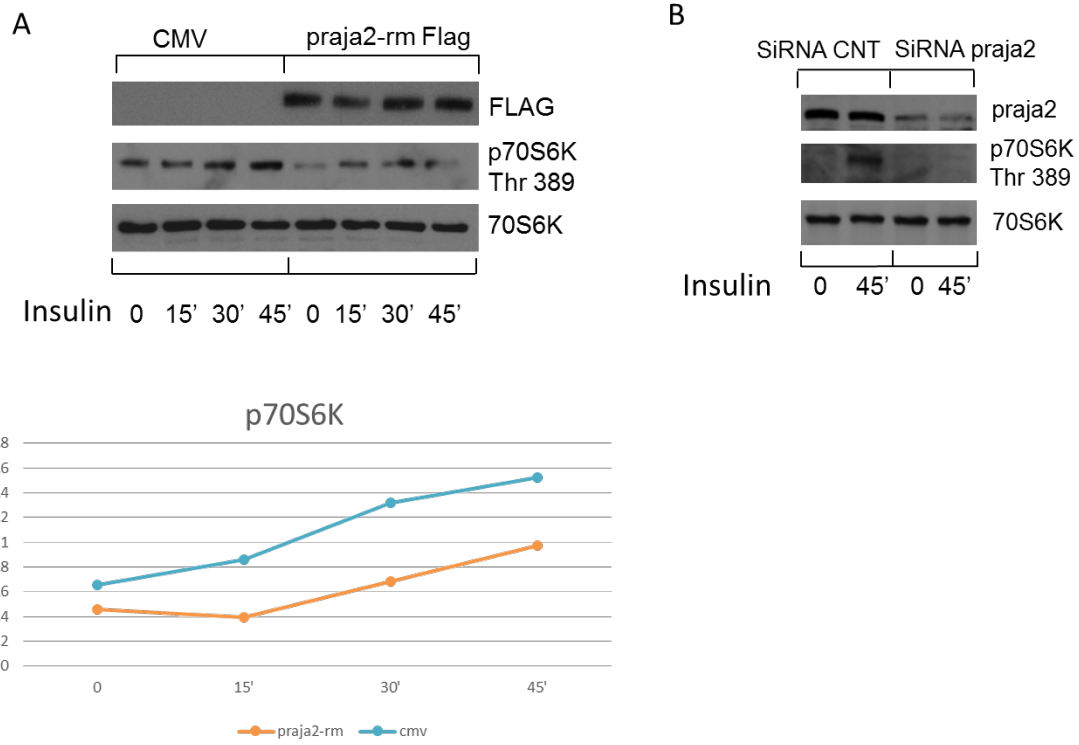 A
CMV praja2-rm Flag
FLAG
p70S6K
Thr 389
70S6K
Insulin 0 15’ 30’ 45’ 0 15’ 30’ 45’
B
SiRNA CNT SiRNA praja2
praja2
p70S6K
Thr 389
70S6K
Insulin 0 45’ 0 45’
p70S6K
.8
.6
.4
.2
1
.8
.6
.4
.2
0
0 15' 30' 45'
praja2-rm cmv